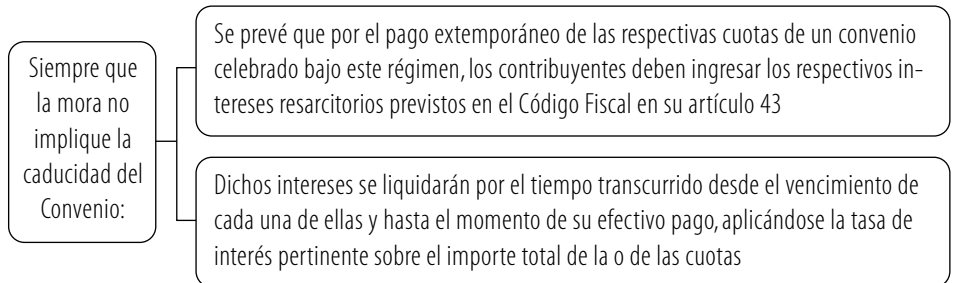 Siempre que
la mora no
implique la
caducidad del
Convenio:
Se prevé que por el pago extemporáneo de las respectivas cuotas de un convenio
celebrado bajo este régimen, los contribuyentes deben ingresar los respectivos in-
tereses resarcitorios previstos en el Código Fiscal en su artículo 43
Dichos intereses se liquidarán por el tiempo transcurrido desde el vencimiento de
cada una de ellas y hasta el momento de su efectivo pago, aplicándose la tasa de
interés pertinente sobre el importe total de la o de las cuotas